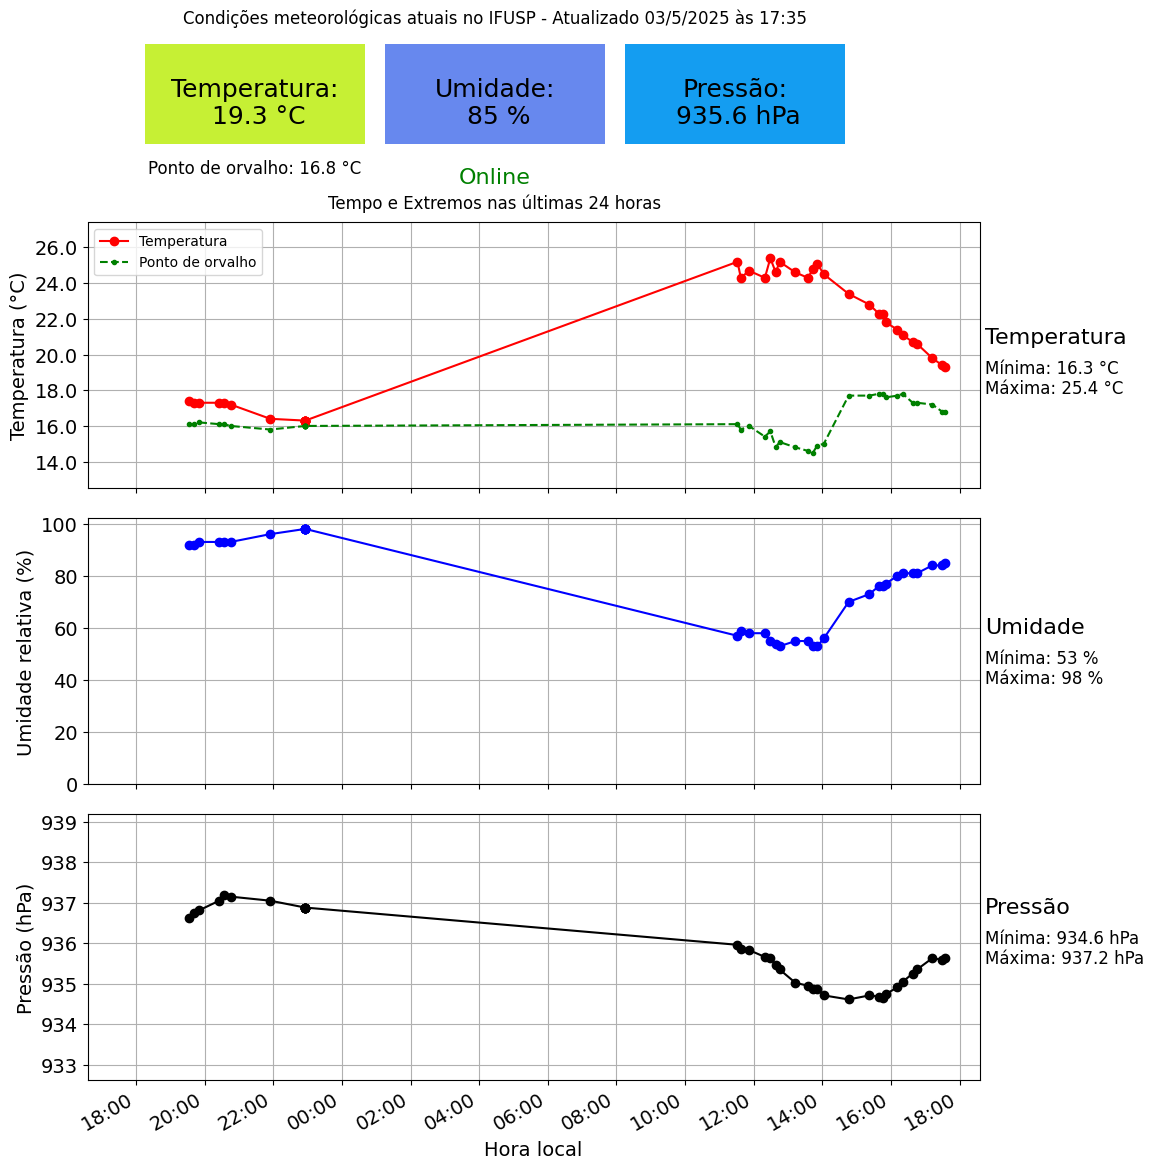 Condições meteorológicas atuais no IFUSP - Atualizado 03/5/2025 às 17:35
Temperatura:
19.3 °C
Umidade:
85 %
Pressão:
935.6 hPa
Ponto de orvalho: 16.8 °C
Online
Tempo e Extremos nas últimas 24 horas
Temperatura
Ponto de orvalho
Temperatura (°C)
26.0
24.0
22.0
20.0
18.0
16.0
14.0
Temperatura
Mínima: 16.3 °C
Máxima: 25.4 °C
Umidade relativa (%)
100
80
60
40
20
0
Umidade
Mínima: 53 %
Máxima: 98 %
Pressão (hPa)
939
938
937
936
935
934
933
Pressão
Mínima: 934.6 hPa
Máxima: 937.2 hPa
18:00 20:00 22:00 00:00 02:00 04:00 06:00 08:00 10:00 12:00 14:00 16:00 18:00
Hora local